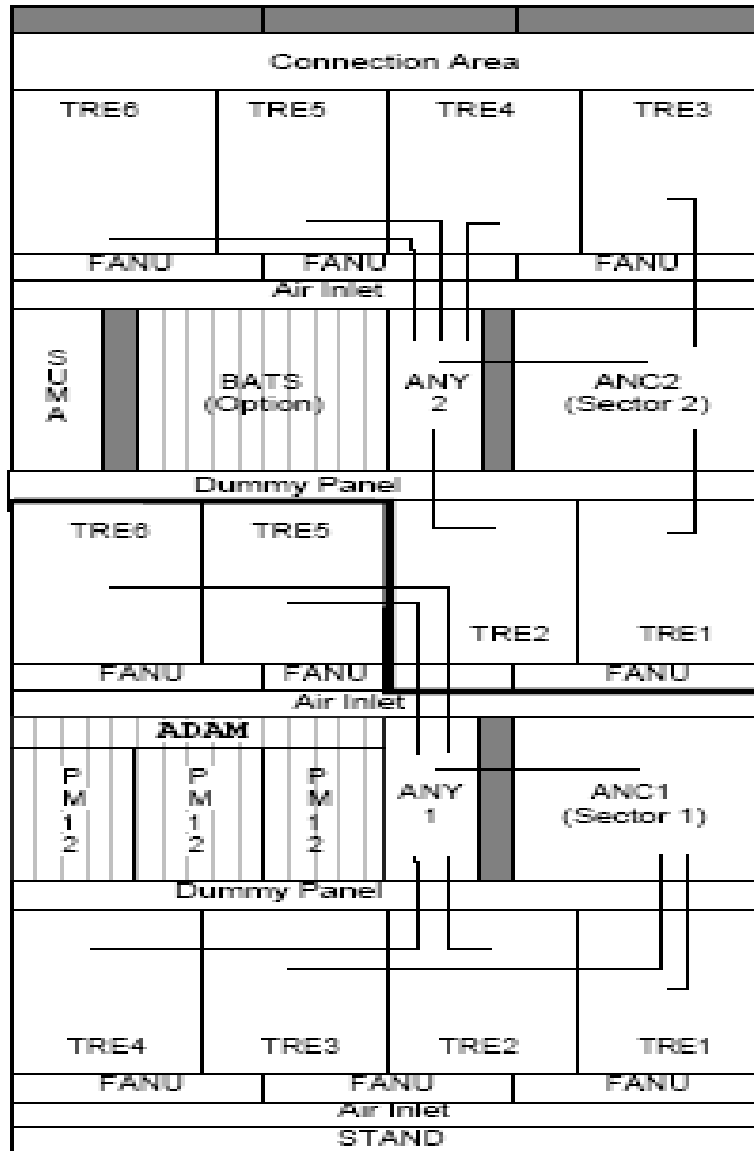 Connection Area
TRE6 TRE5 TRE4 TRE3
FANU FANU FANU
Air Inlet
SUMA
BATS
(Option)
ANY
2
ANC2
(Sector 2)
Dummy Panel
TRE6 TRE5
TRE2 TRE1
FANU FANU FANU
Air Inlet
ADAM
PM12 PM12 PM12
ANY
1
ANC1
(Sector 1)
Dummy Panel
TRE4 TRE3 TRE2 TRE1
FANU FANU FANU
Air Inlet
STAND